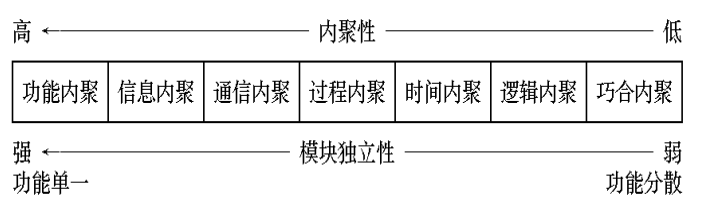 高 内聚性 低
功能内聚 信息内聚 通信内聚 过程内聚 时间内聚 逻辑内聚 巧合内聚
强 模块独立性 弱
功能单一 功能分散